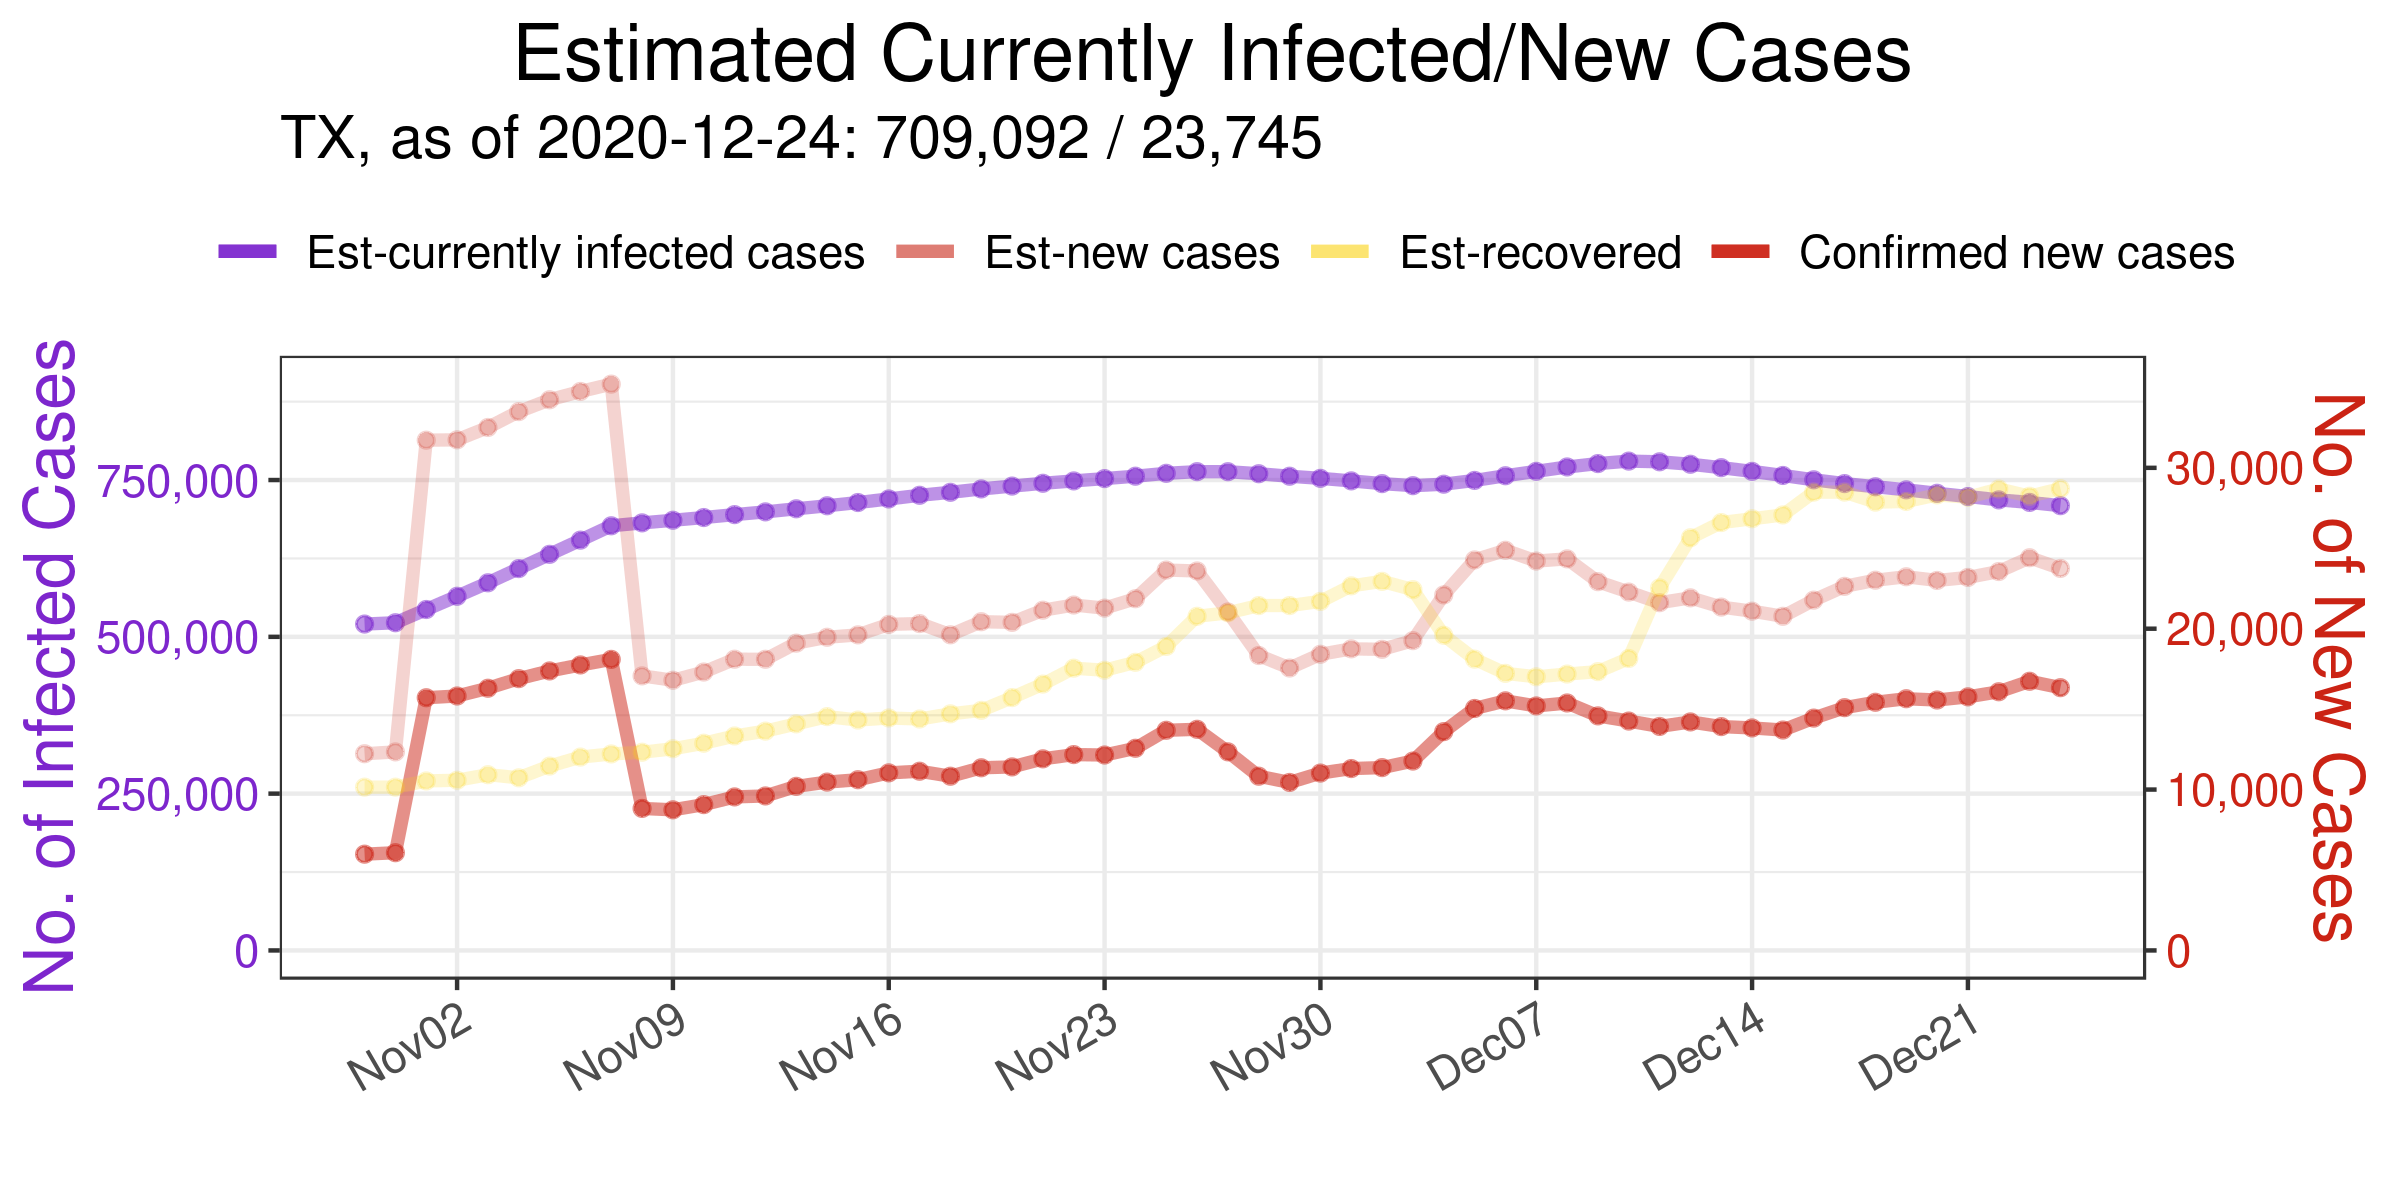 Estimated Currently Infected/New Cases
TX, as of 2020-12-24: 709,092 / 23,745
Est-currently infected cases Est-new cases Est-recovered Confirmed new cases
No. of Infected Cases
750,000
500,000
250,000
0
30,000
20,000
10,000
0
No. of New Cases
Nov02 Nov09 Nov16 Nov23 Nov30 Dec07 Dec14 Dec21